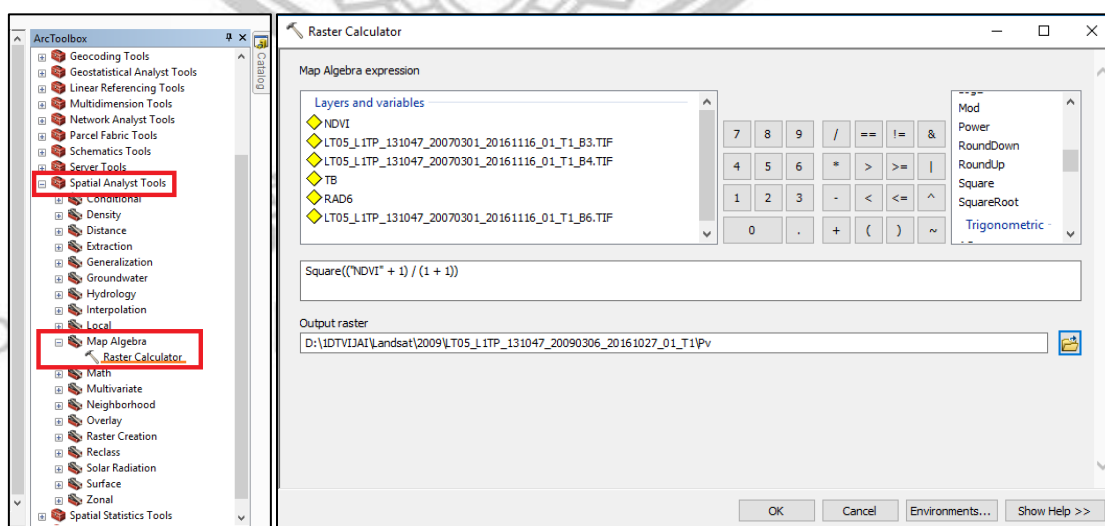 ArcToolbox
Geocoding Tools
Geostatistical Analyst Tools
Linear Referencing Tools
Multidimension Tools
Network Analyst Tools
Parcel Fabric Tools
Schematics Tools
Server Tools
Spatial Analyst Tools
Conditional
Density
Distance
Extraction
Generalization
Groundwater
Hydrology
Interpolation
Local
Map Algebra
Raster Calculator
Math
Multivariate
Neighborhood
Overlay
Raster Creation
Reclass
Solar Radiation
Surface
Zonal
Spatial Statistics Tools
Catalog
Raster Calculator
Map Algebra expression
Layers and variables
NDVI
LT05_L1TP_131047_20070301_20161116_01_T1_B3.TIF
LT05_L1TP_131047_20070301_20161116_01_T1_B4.TIF
TB
RAD6
LT05_L1TP_131047_20070301_20161116_01_T1_B6.TIF
7 8 9 / == != &
4 5 6 * > >= |
1 2 3 - < <= ^
0 . + ( ) ~
Mod
Power
RoundDown
RoundUp
Square
SquareRoot
Trigonometric
Square(("NDVI" + 1) / (1 + 1))
Output raster
D:\1DTVIJAI\Landsat\2009\LT05_L1TP_131047_20090306_20161027_01_T1\Pv
OK Cancel Environments... Show Help >>